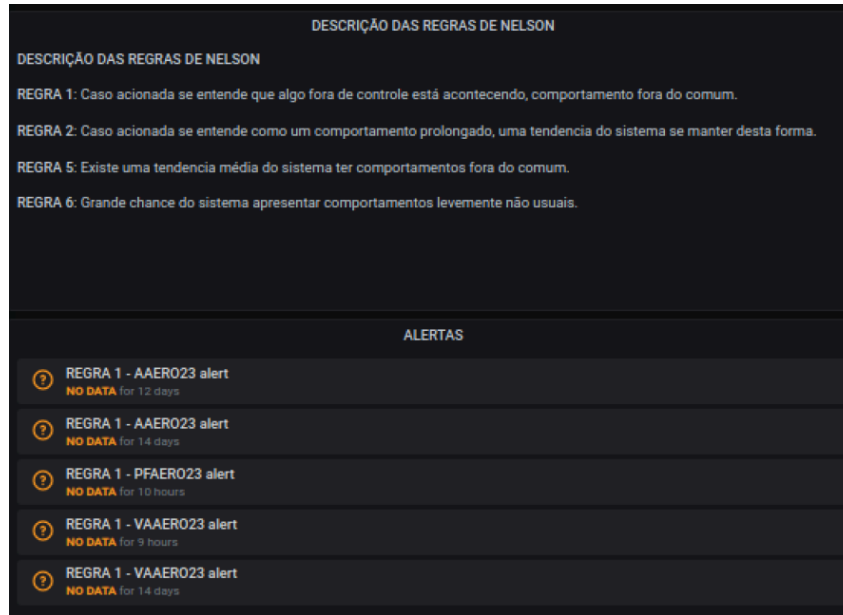 DESCRIÇÃO DAS REGRAS DE NELSON
DESCRIÇÃO DAS REGRAS DE NELSON
REGRA 1: Caso acionada se entende que algo fora de controle está acontecendo, comportamento fora do comum.
REGRA 2: Caso acionada se entende como um comportamento prolongado, uma tendencia do sistema se manter desta forma.
REGRA 5: Existe uma tendencia média do sistema ter comportamentos fora do comum.
REGRA 6: Grande chance do sistema apresentar comportamentos levemente não usuais.
ALERTAS
REGRA 1 - AAERO23 alert
NO DATA for 12 days
REGRA 1 - AAERO23 alert
NO DATA for 14 days
REGRA 1 - PFAERO23 alert
NO DATA for 10 hours
REGRA 1 - VAAERO23 alert
NO DATA for 9 hours
REGRA 1 - VAAERO23 alert
NO DATA for 14 days